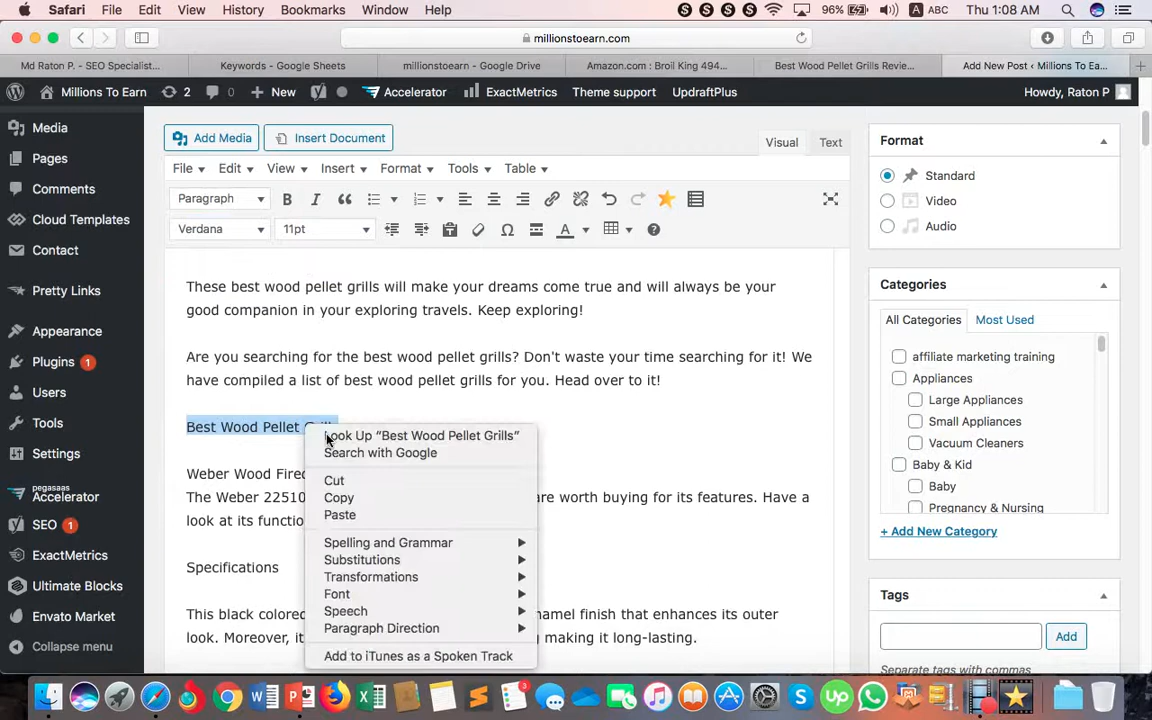 Safari File Edit View History Bookmarks Window Help 96% A ABC Thu 1:08 AM
millionstoearn.com
Md Raton P. - SEO Specialist... Keywords - Google Sheets millionstoearn - Google Drive Amazon.com : Broil King 494... Best Wood Pellet Grills Revie... Add New Post ‹ Millions To Ea...
Millions To Earn 2 0 New Accelerator ExactMetrics Theme support UpdraftPlus Howdy, Raton P
Media
Pages
Comments
Cloud Templates
Contact
Pretty Links
Appearance
Plugins 1
Users
Tools
Settings
pegasaas
Accelerator
SEO 1
ExactMetrics
Ultimate Blocks
Envato Market
Collapse menu
Add Media Insert Document
Visual Text
File Edit View Insert Format Tools Table
Paragraph B I
Verdana 11pt A
These best wood pellet grills will make your dreams come true and will always be your
good companion in your exploring travels. Keep exploring!
Are you searching for the best wood pellet grills? Don't waste your time searching for it! We
have compiled a list of best wood pellet grills for you. Head over to it!
Best Wood Pellet
Weber Wood Fired
The Weber 22510 are worth buying for its features. Have a
look at its functio
Specifications
This black colored namel finish that enhances its outer
look. Moreover, it making it long-lasting.
Look Up “Best Wood Pellet Grills”
Search with Google
Cut
Copy
Paste
Spelling and Grammar
Substitutions
Transformations
Font
Speech
Paragraph Direction
Add to iTunes as a Spoken Track
Format
Standard
Video
Audio
Categories
All Categories Most Used
affiliate marketing training
Appliances
Large Appliances
Small Appliances
Vacuum Cleaners
Baby & Kid
Baby
Pregnancy & Nursing
+ Add New Category
Tags
Add
Separate tags with commas